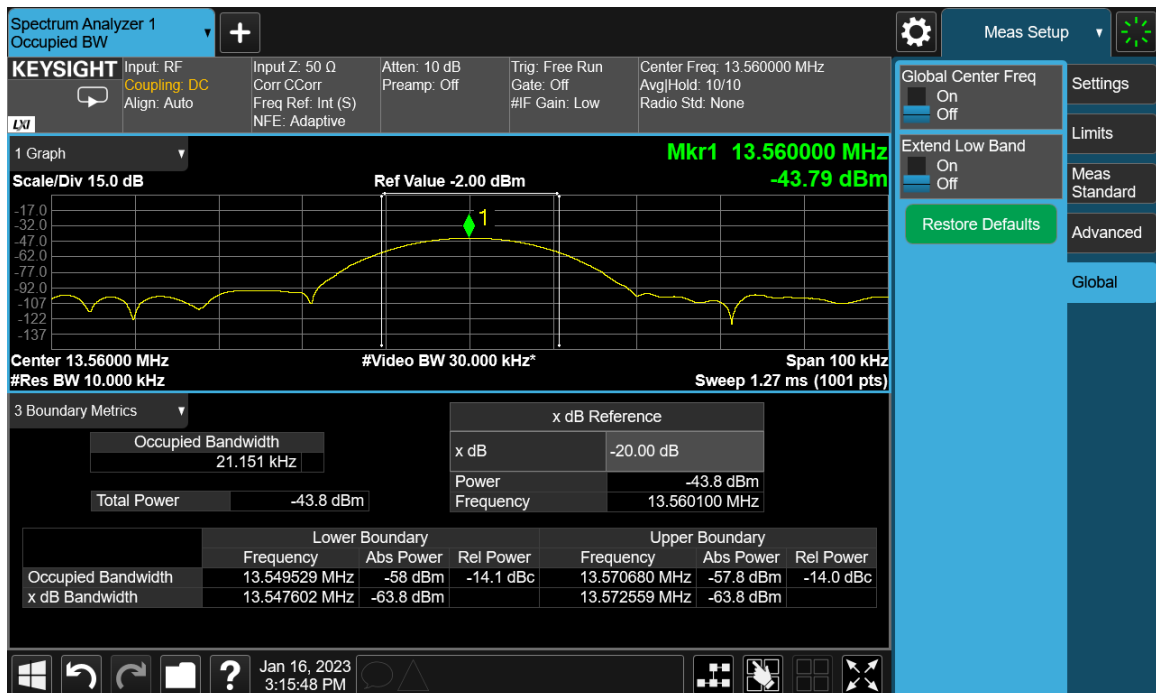 Spectrum Analyzer 1
Occupied BW
+
Meas Setup
KEYSIGHT
LXI
Input: RF
Coupling: DC
Align: Auto
Input Z: 50 Ω
Corr CCorr
Freq Ref: Int (S)
NFE: Adaptive
Atten: 10 dB
Preamp: Off
Trig: Free Run
Gate: Off
#IF Gain: Low
Center Freq: 13.560000 MHz
Avg|Hold: 10/10
Radio Std: None
Global Center Freq
On
Off
Extend Low Band
On
Off
Restore Defaults
Settings
Limits
Meas
Standard
Advanced
Global
1 Graph
Mkr1 13.560000 MHz
Scale/Div 15.0 dB
Ref Value -2.00 dBm
-43.79 dBm
1
-17.0
-32.0
-47.0
-62.0
-77.0
-92.0
-107
-122
-137
Center 13.56000 MHz
#Video BW 30.000 kHz*
Span 100 kHz
#Res BW 10.000 kHz
Sweep 1.27 ms (1001 pts)
3 Boundary Metrics
Occupied Bandwidth
21.151 kHz
Total Power -43.8 dBm
x dB Reference
x dB -20.00 dB
Power -43.8 dBm
Frequency 13.560100 MHz
Lower Boundary Upper Boundary
Frequency Abs Power Rel Power Frequency Abs Power Rel Power
Occupied Bandwidth 13.549529 MHz -58 dBm -14.1 dBc 13.570680 MHz -57.8 dBm -14.0 dBc
x dB Bandwidth 13.547602 MHz -63.8 dBm 13.572559 MHz -63.8 dBm
?
Jan 16, 2023
3:15:48 PM